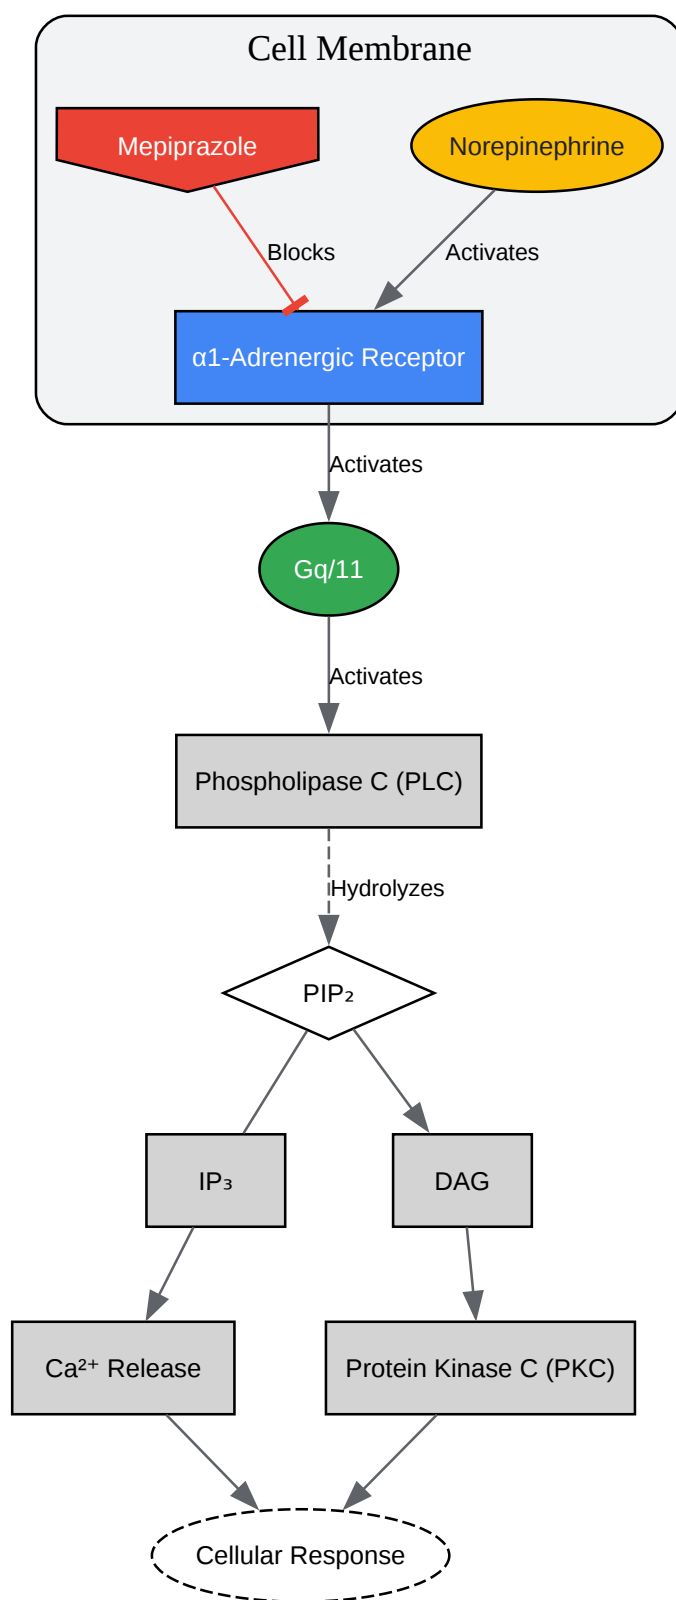 Cell Membrane
Mepiprazole
Norepinephrine
Blocks
Activates
α1-Adrenergic Receptor
Activates
Gq/11
Activates
Phospholipase C (PLC)
Hydrolyzes
PIP₂
IP₃
DAG
Ca²⁺ Release
Protein Kinase C (PKC)
Cellular Response